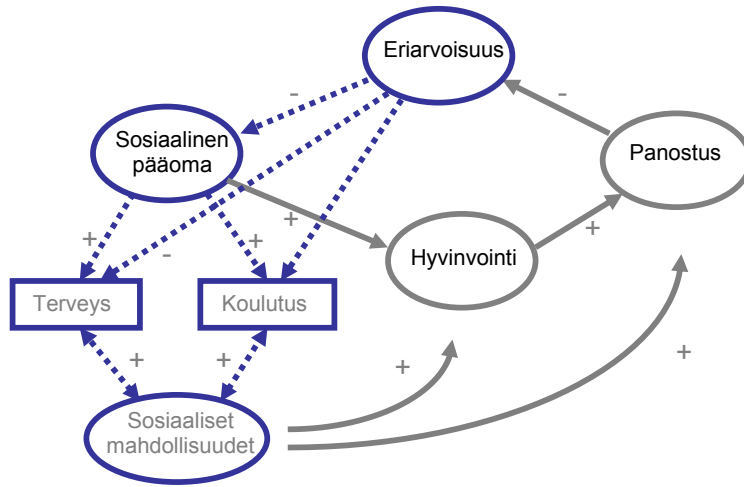 Eriarvoisuus
-
-
Sosiaalinen
pääoma
Panostus
+
+
+
-
+
Hyvinvointi
Terveys
Koulutus
+
+
+
+
Sosiaaliset
mahdollisuudet